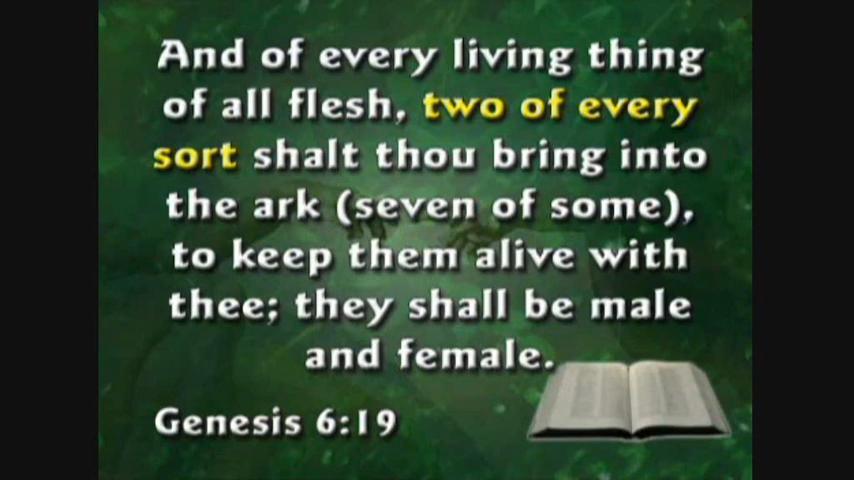 And of every living thing
of all flesh, two of every
sort shalt thou bring into
the ark (seven of some),
to keep them alive with
thee; they shall be male
and female.
Genesis 6:19